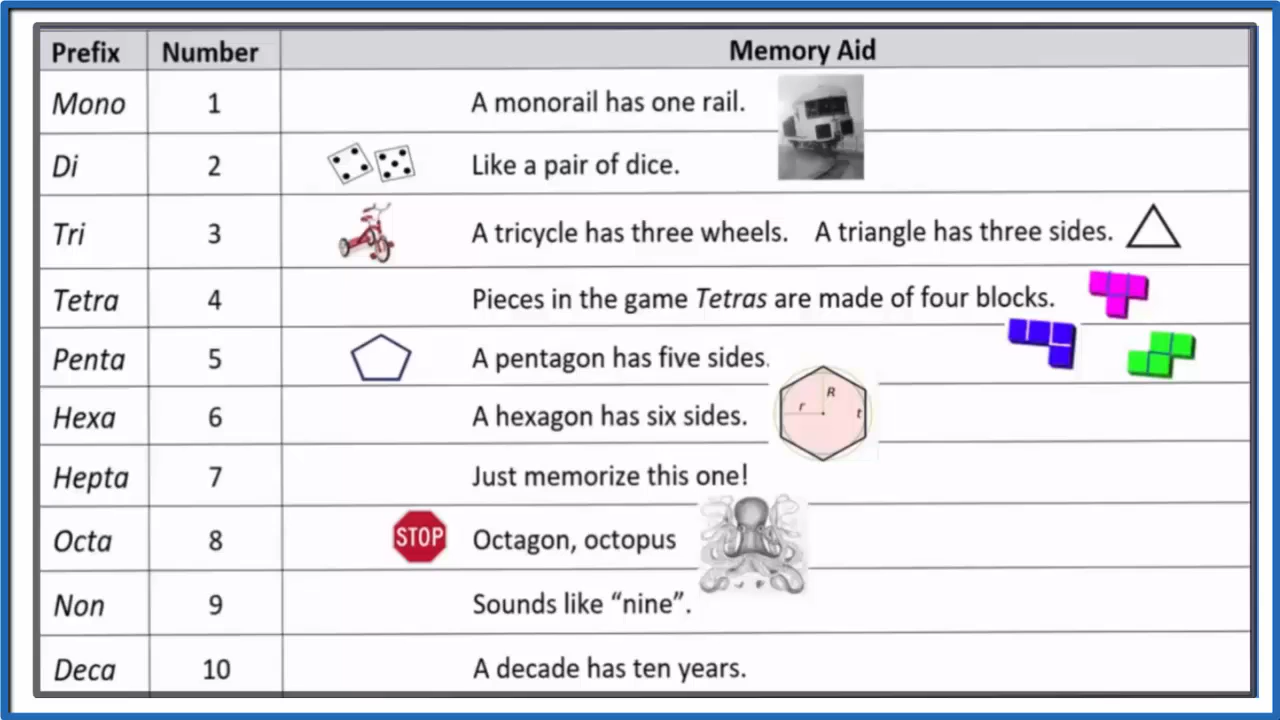 Prefix Number Memory Aid
Mono 1 A monorail has one rail.
Di 2 Like a pair of dice.
Tri 3 A tricycle has three wheels. A triangle has three sides.
Tetra 4 Pieces in the game Tetras are made of four blocks.
Penta 5 A pentagon has five sides.
Hexa 6 A hexagon has six sides.
R
r t
Hepta 7 Just memorize this one!
Octa 8 STOP Octagon, octopus
Non 9 Sounds like “nine”.
Deca 10 A decade has ten years.